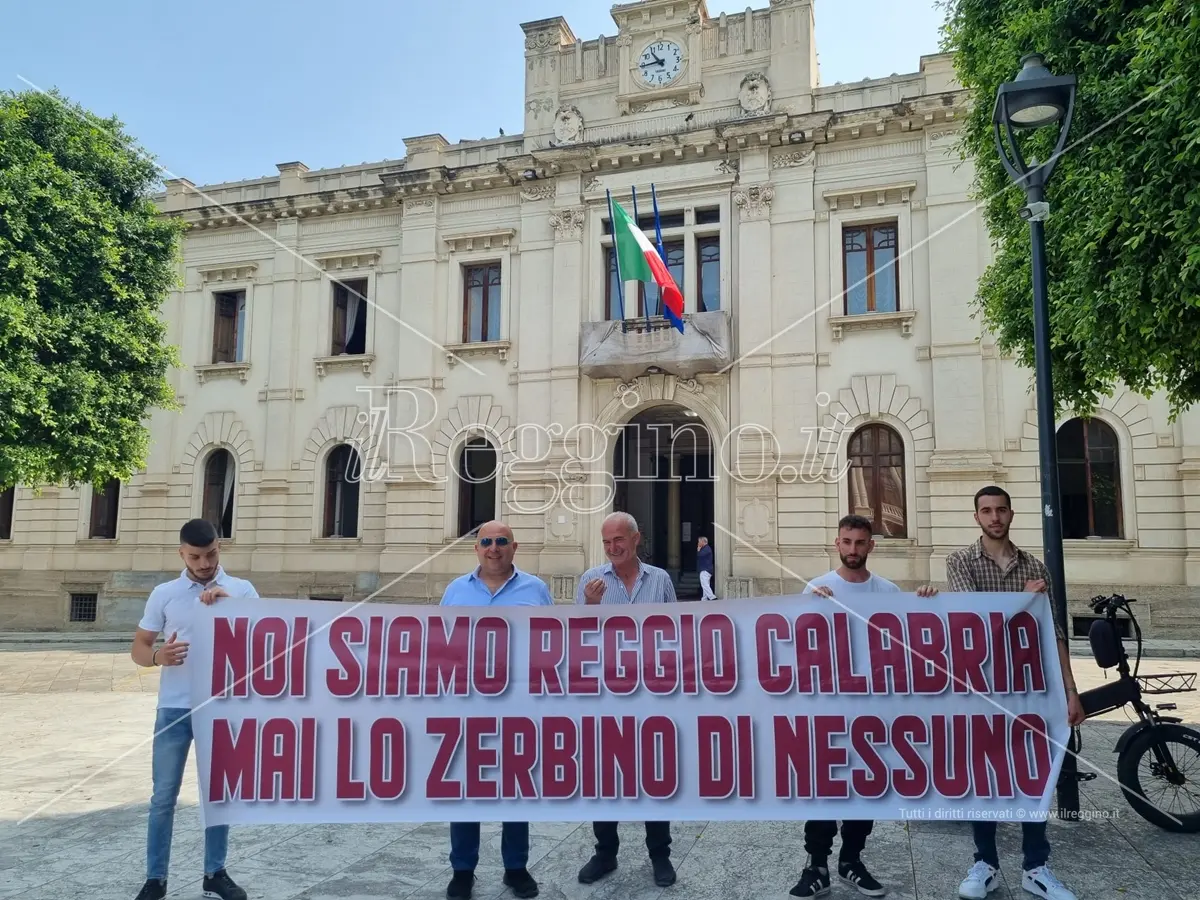 NOI SIAMO REGGIO CALABRIA
MAI LO ZERBINO DI NESSUNO
ilReggino.it
Tutti i diritti riservati © www.ilreggino.it